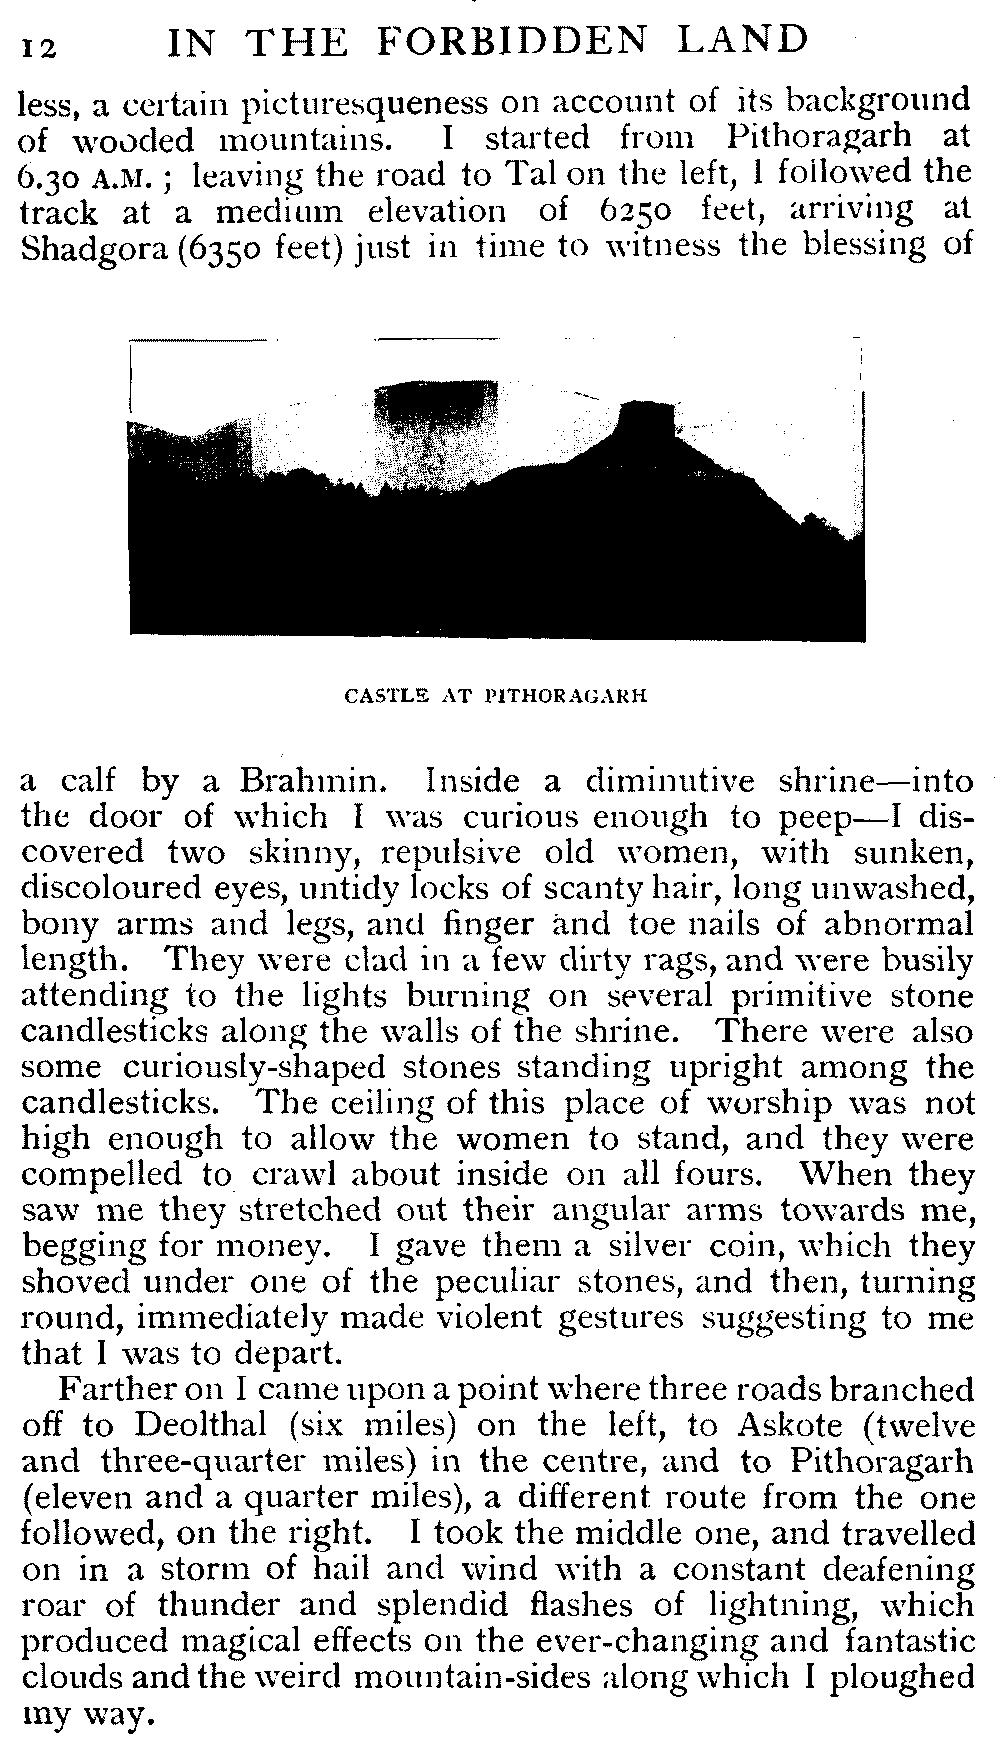 12 IN THE FORBIDDEN LAND
less, a certain picturesqueness on account of its background
of wooded mountains. I started from Pithoragarh at
6.30 A.M. ; leaving the road to Tal on the left, I followed the
track at a medium elevation of 6250 feet, arriving at
Shadgora (6350 feet) just in time to witness the blessing of
CASTLE AT PITHORAGARH
a calf by a Brahmin. Inside a diminutive shrine—into
the door of which I was curious enough to peep—I dis-
covered two skinny, repulsive old women, with sunken,
discoloured eyes, untidy locks of scanty hair, long unwashed,
bony arms and legs, and finger and toe nails of abnormal
length. They were clad in a few dirty rags, and were busily
attending to the lights burning on several primitive stone
candlesticks along the walls of the shrine. There were also
some curiously-shaped stones standing upright among the
candlesticks. The ceiling of this place of worship was not
high enough to allow the women to stand, and they were
compelled to crawl about inside on all fours. When they
saw me they stretched out their angular arms towards me,
begging for money. I gave them a silver coin, which they
shoved under one of the peculiar stones, and then, turning
round, immediately made violent gestures suggesting to me
that I was to depart.
Farther on I came upon a point where three roads branched
off to Deolthal (six miles) on the left, to Askote (twelve
and three-quarter miles) in the centre, and to Pithoragarh
(eleven and a quarter miles), a different route from the one
followed, on the right. I took the middle one, and travelled
on in a storm of hail and wind with a constant deafening
roar of thunder and splendid flashes of lightning, which
produced magical effects on the ever-changing and fantastic
clouds and the weird mountain-sides along which I ploughed
my way.